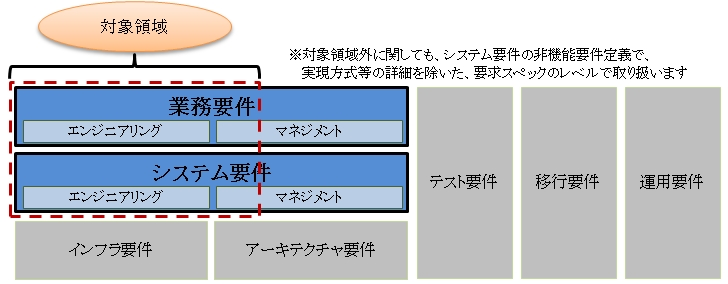 対象領域
※対象領域外に関しても、システム要件の非機能要件定義で、
実現方式等の詳細を除いた、要求スペックのレベルで取り扱います
業務要件
エンジニアリング
マネジメント
システム要件
エンジニアリング
マネジメント
テスト要件
移行要件
運用要件
インフラ要件
アーキテクチャ要件